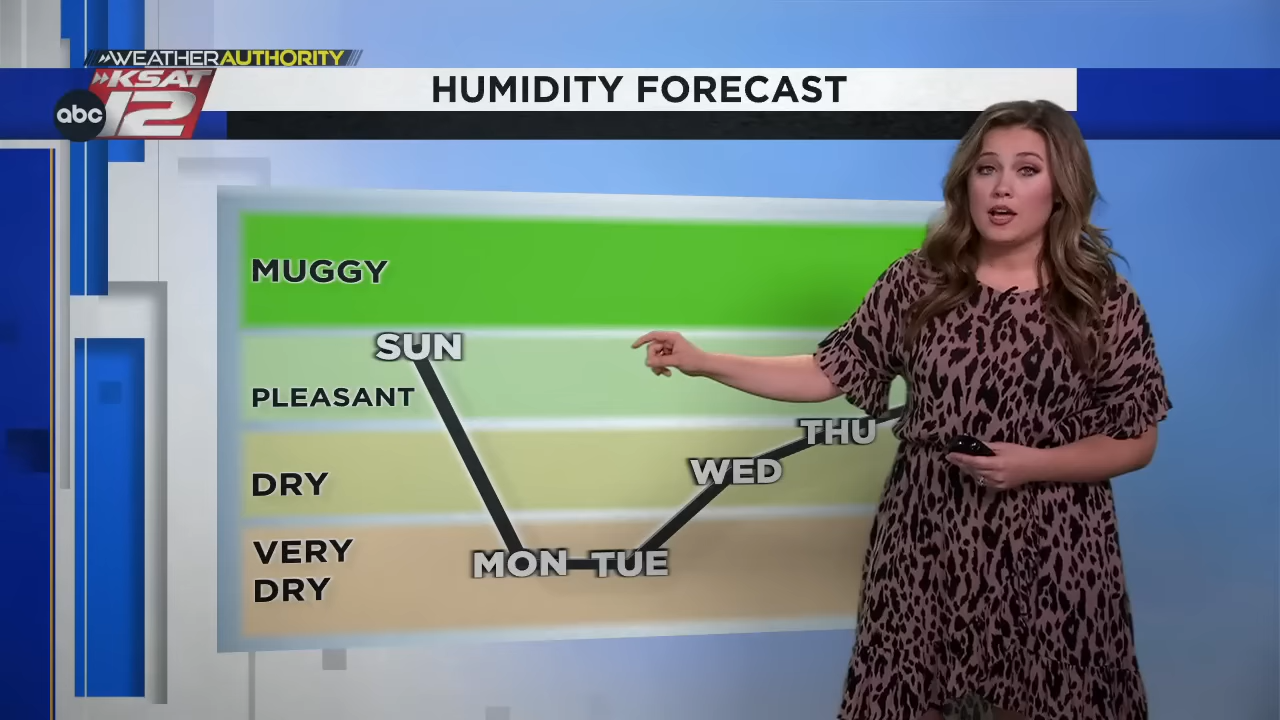 WEATHERAUTHORITY
KSAT
abc 12
HUMIDITY FORECAST
MUGGY
SUN
PLEASANT
THU
WED
DRY
MON TUE
VERY
DRY